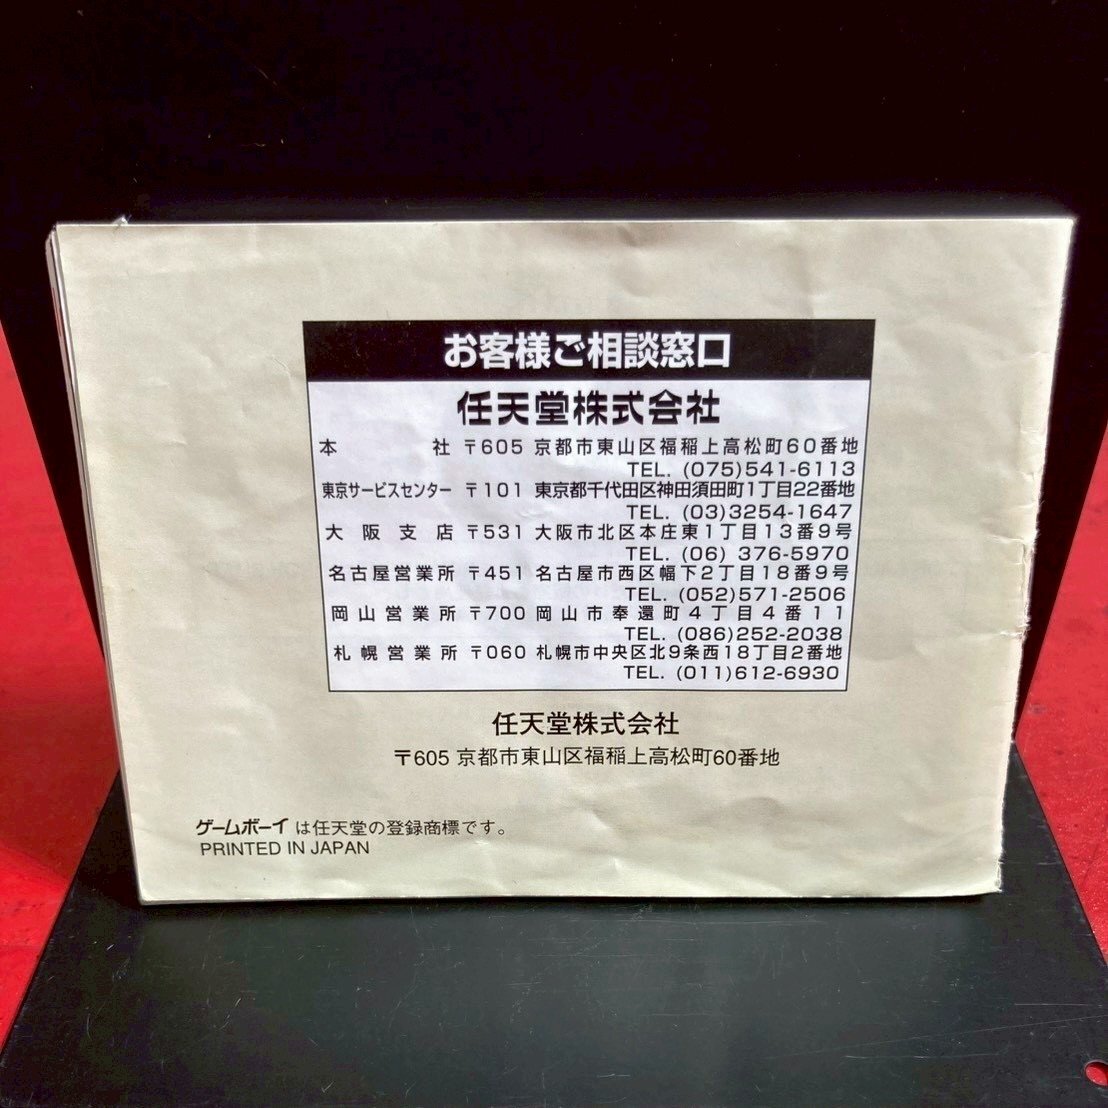 お客様ご相談窓口
任天堂株式会社
本社 〒605 京都市東山区福稲上高松町60番地
TEL. (075)541-6113
東京サービスセンター 〒101 東京都千代田区神田須田町1丁目22番地
TEL. (03)3254-1647
大阪支店 〒531 大阪市北区本庄東1丁目13番9号
TEL. (06) 376-5970
名古屋営業所 〒451 名古屋市西区幅下2丁目18番9号
TEL. (052)571-2506
岡山営業所 〒700 岡山市奉還町4丁目4番11
TEL. (086)252-2038
札幌営業所 〒060 札幌市中央区北9条西18丁目2番地
TEL. (011)612-6930
任天堂株式会社
〒605 京都市東山区福稲上高松町60番地
ゲームボーイ は任天堂の登録商標です。
PRINTED IN JAPAN